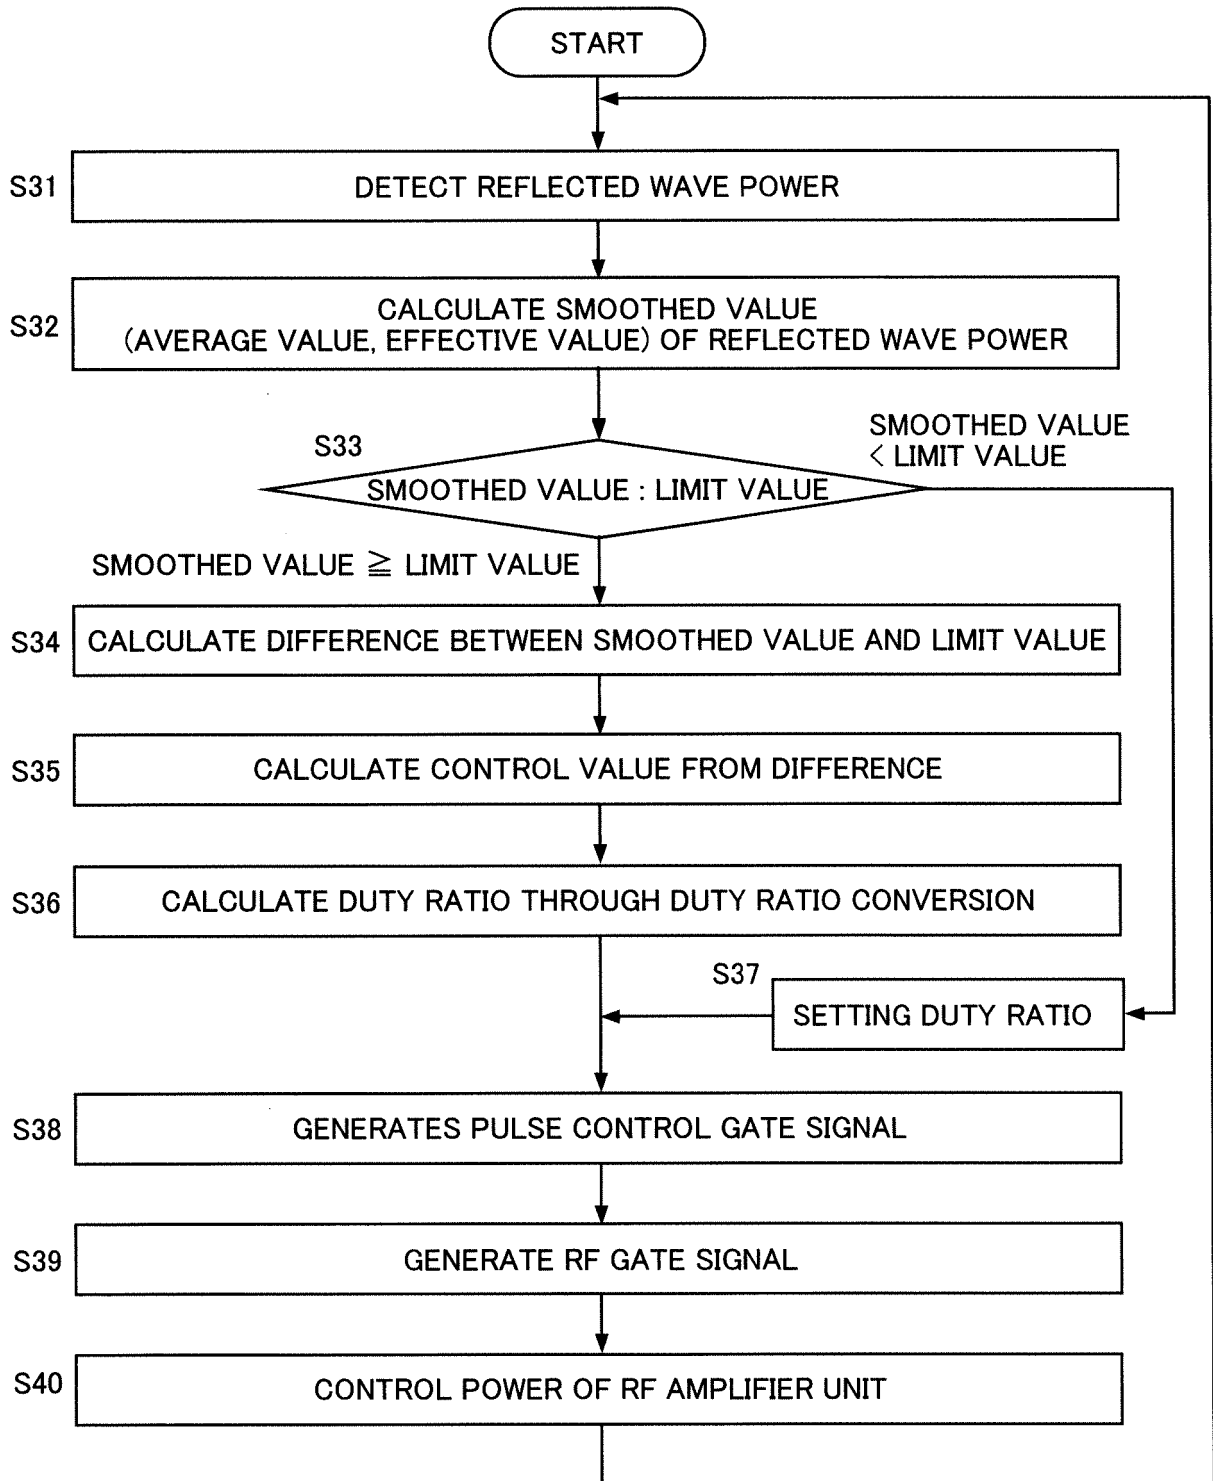 START
S31
DETECT REFLECTED WAVE POWER
S32
CALCULATE SMOOTHED VALUE
(AVERAGE VALUE, EFFECTIVE VALUE) OF REFLECTED WAVE POWER
S33
SMOOTHED VALUE
< LIMIT VALUE
SMOOTHED VALUE : LIMIT VALUE
SMOOTHED VALUE ≧ LIMIT VALUE
S34
CALCULATE DIFFERENCE BETWEEN SMOOTHED VALUE AND LIMIT VALUE
S35
CALCULATE CONTROL VALUE FROM DIFFERENCE
S36
CALCULATE DUTY RATIO THROUGH DUTY RATIO CONVERSION
S37
SETTING DUTY RATIO
S38
GENERATES PULSE CONTROL GATE SIGNAL
S39
GENERATE RF GATE SIGNAL
S40
CONTROL POWER OF RF AMPLIFIER UNIT